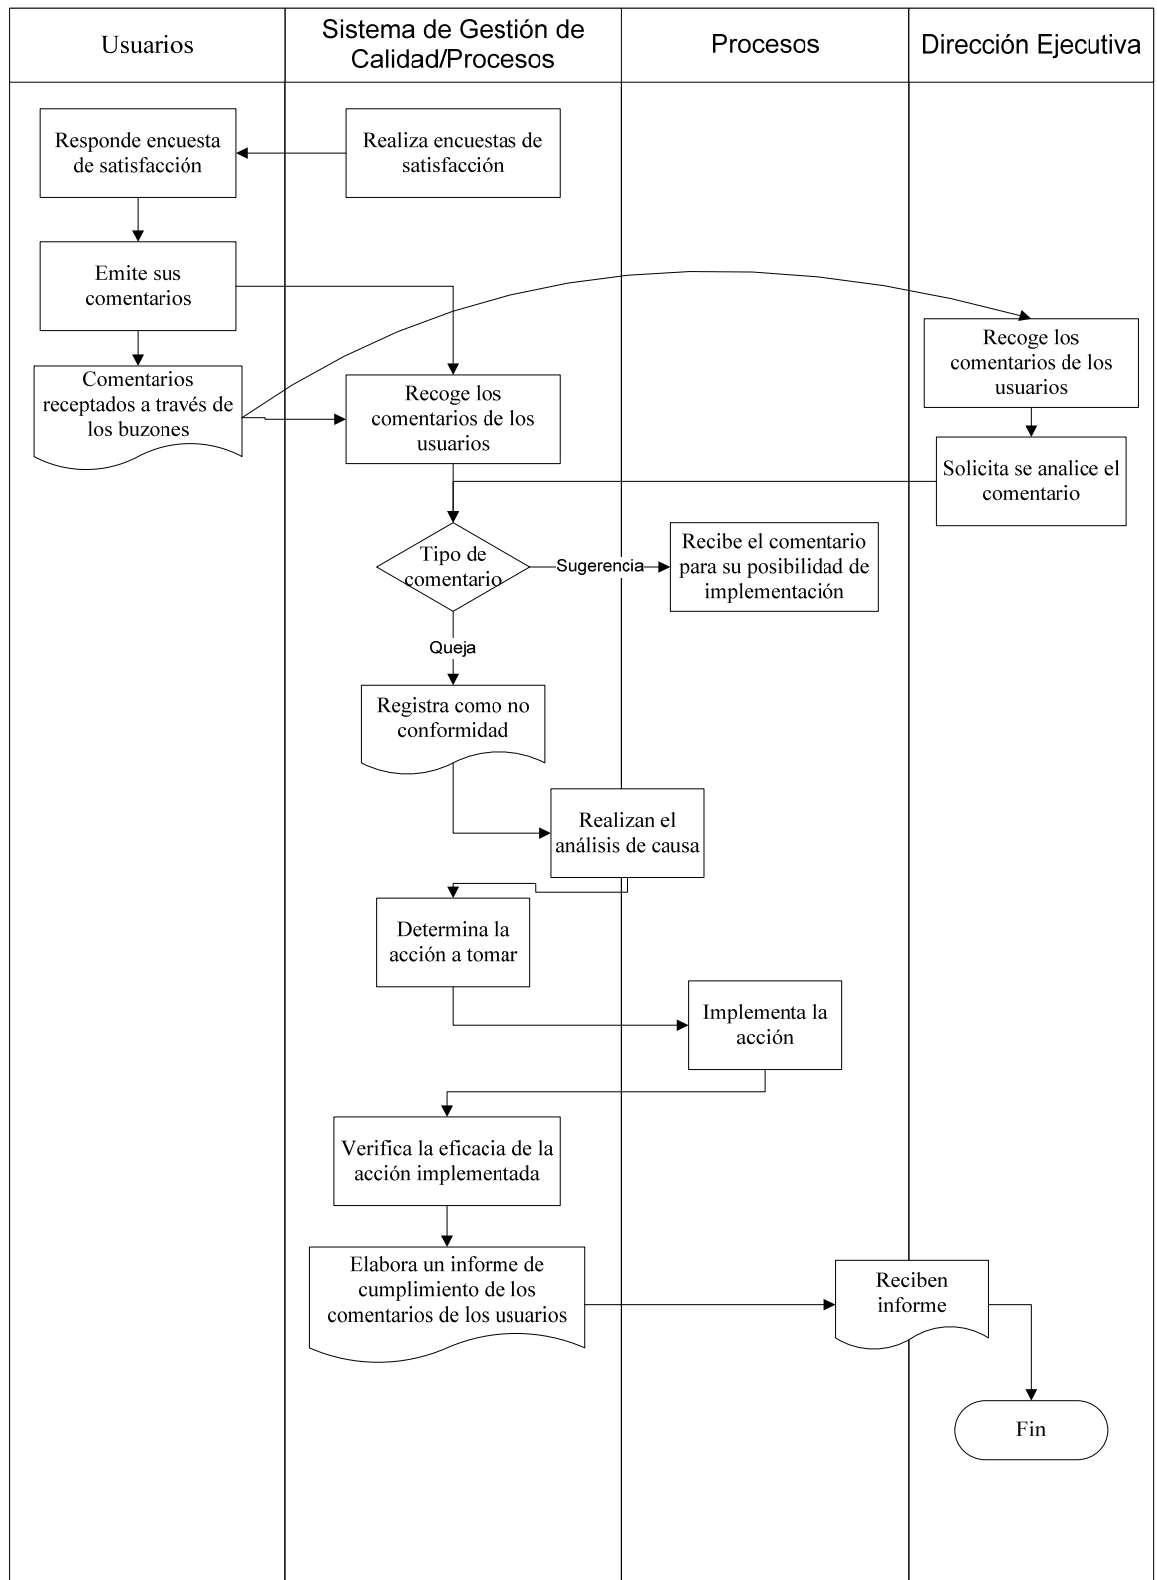 Usuarios
Sistema de Gestión de
Calidad/Procesos
Procesos
Dirección Ejecutiva
Responde encuesta
de satisfacción
Realiza encuestas de
satisfacción
Emite sus
comentarios
Recoge los
comentarios de los
usuarios
Comentarios
receptados a través de
los buzones
Recoge los
comentarios de los
usuarios
Solicita se analice el
comentario
Tipo de
comentario
Sugerencia
Recibe el comentario
para su posibilidad de
implementación
Queja
Registra como no
conformidad
Realizan el
análisis de causa
Determina la
acción a tomar
Implementa la
acción
Verifica la eficacia de la
acción implementada
Elabora un informe de
cumplimiento de los
comentarios de los usuarios
Reciben
informe
Fin